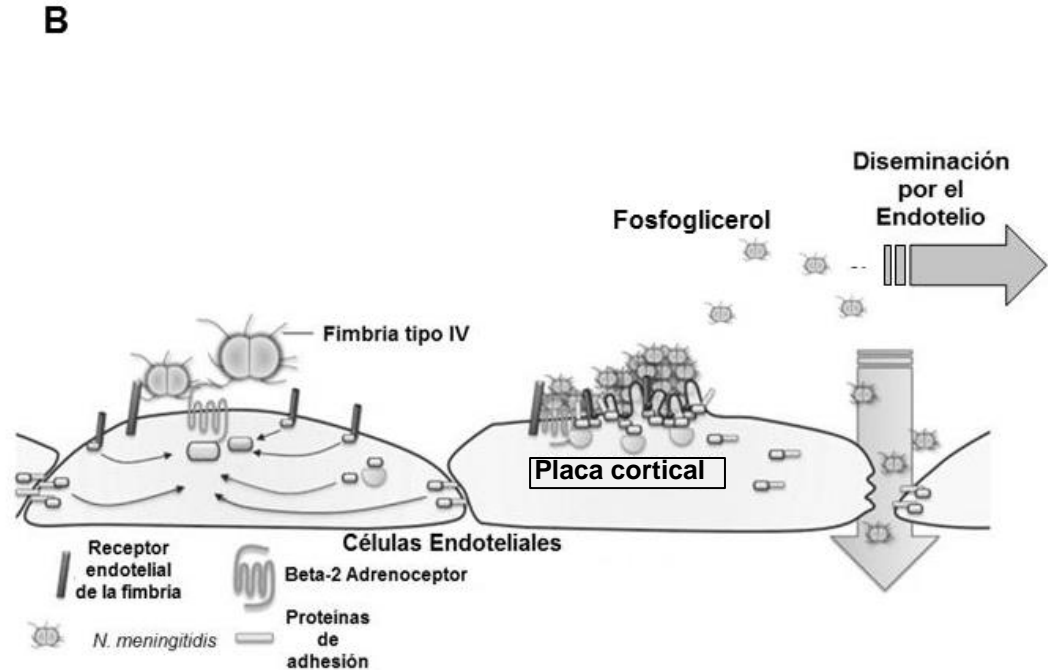 B
Diseminación
por el
Endotelio
Fosfoglicerol
Fimbria tipo IV
Placa cortical
Células Endoteliales
Receptor
endotelial
de la fimbria
Beta-2 Adrenoceptor
N. meningitidis
Proteínas
de
adhesión